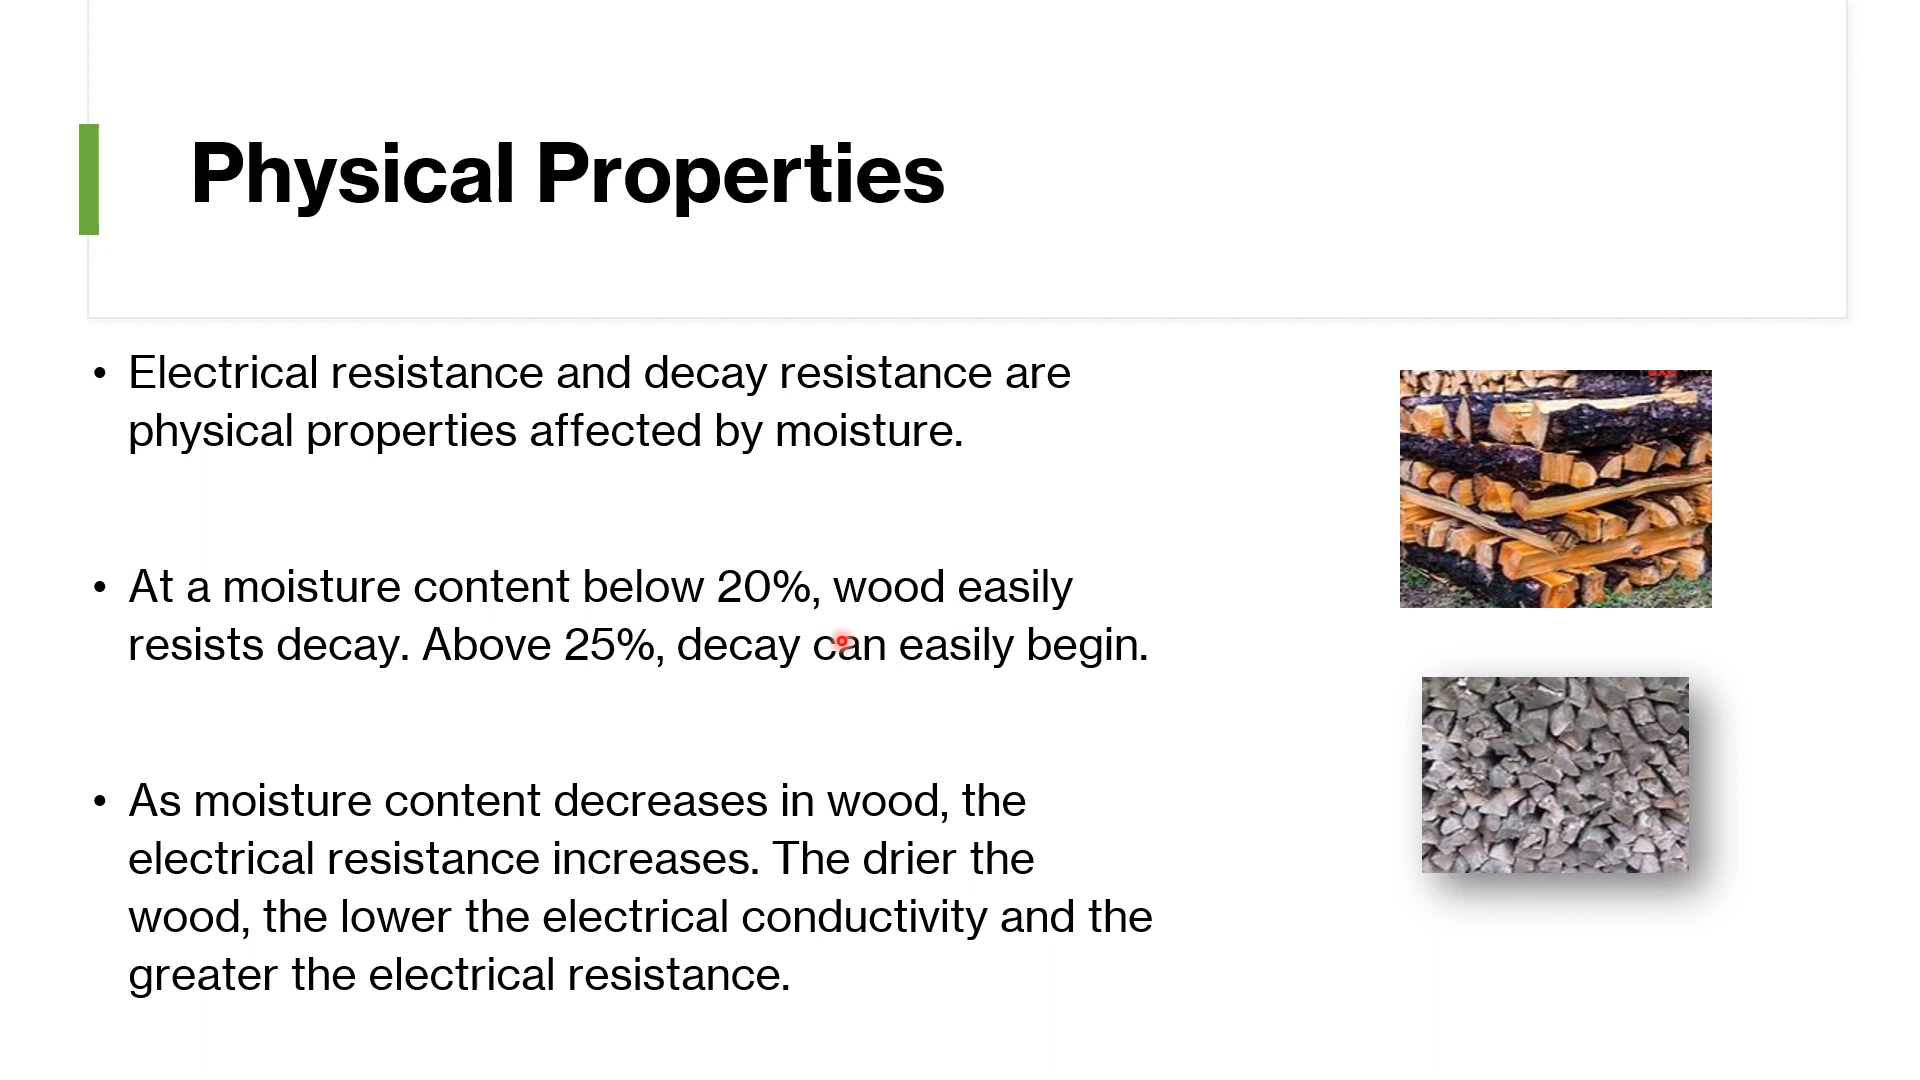 Physical Properties
• Electrical resistance and decay resistance are
physical properties affected by moisture.
• At a moisture content below 20%, wood easily
resists decay. Above 25%, decay can easily begin.
• As moisture content decreases in wood, the
electrical resistance increases. The drier the
wood, the lower the electrical conductivity and the
greater the electrical resistance.